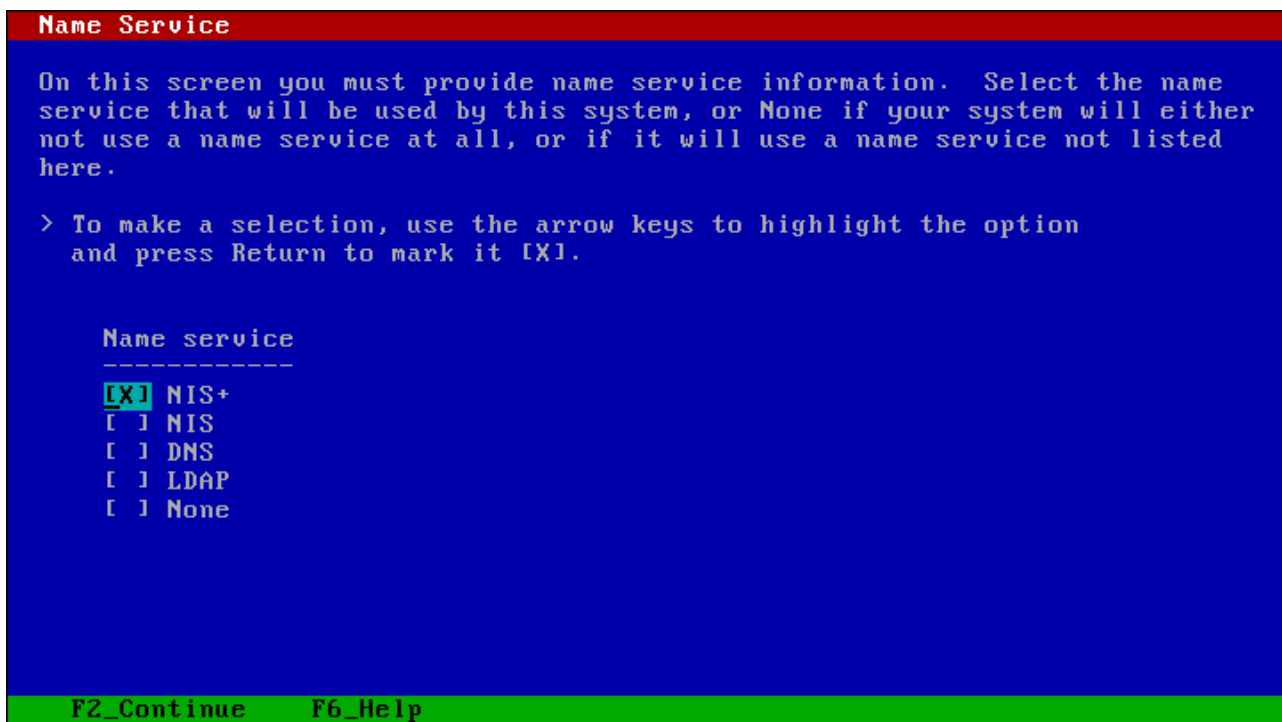 Name Service
On this screen you must provide name service information.  Select the name
service that will be used by this system, or None if your system will either
not use a name service at all, or if it will use a name service not listed
here.
> To make a selection, use the arrow keys to highlight the option
and press Return to mark it [X].
Name service
------------
[X] NIS+
[ ] NIS
[ ] DNS
[ ] LDAP
[ ] None
F2_Continue    F6_Help